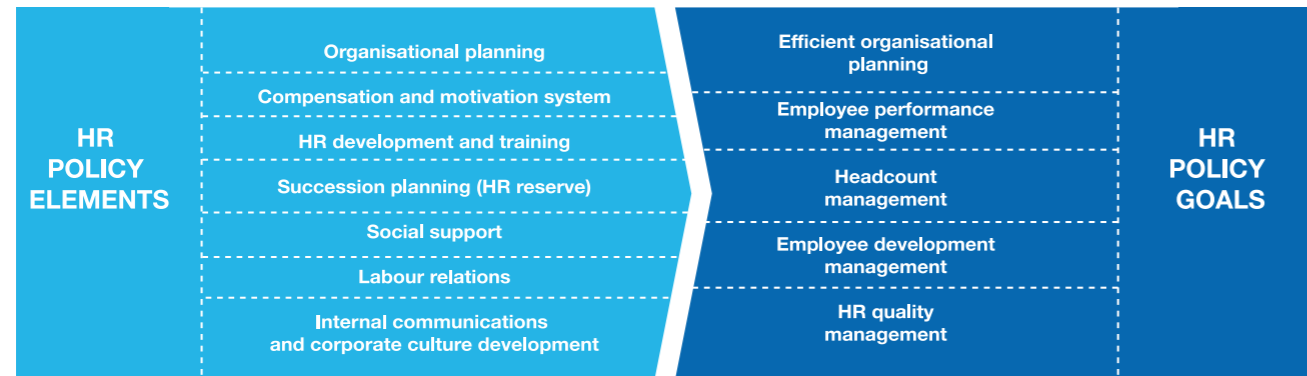 HR
POLICY
ELEMENTS
Organisational planning
Compensation and motivation system
HR development and training
Succession planning (HR reserve)
Social support
Labour relations
Internal communications
and corporate culture development
Efficient organisational
planning
Employee performance
management
Headcount
management
Employee development
management
HR quality
management
HR
POLICY
GOALS